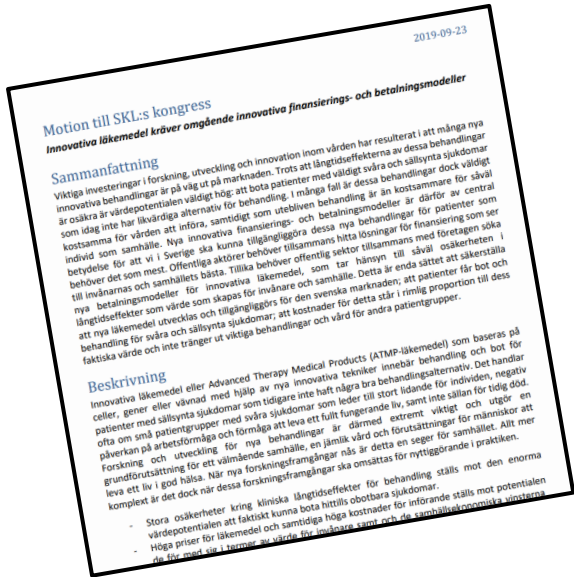 2019-09-23
Motion till SKL:s kongress
Innovativa läkemedel kräver omgående innovativa finansierings- och betalningsmodeller
Sammanfattning
Viktiga investeringar i forskning, utveckling och innovation inom vården har resulterat i att många nya
innovativa behandlingar är på väg ut på marknaden. Trots att långtidseffekterna av dessa behandlingar
är osäkra är värdepotentialen väldigt hög: att bota patienter med väldigt svåra och sällsynta sjukdomar
som idag inte har likvärdiga alternativ för behandling. I många fall är dessa behandlingar dock väldigt
kostsamma för vården att införa, samtidigt som utebliven behandling är än kostsammare för såväl
individ som samhälle. Nya innovativa finansierings- och betalningsmodeller är därför av central
betydelse för att vi i Sverige ska kunna tillgängliggöra dessa nya behandlingar för patienter som
behöver det som mest. Offentliga aktörer behöver tillsammans hitta lösningar för finansiering som ser
till invånarnas och samhällets bästa. Tillika behöver offentlig sektor tillsammans med företagen söka
nya betalningsmodeller för innovativa läkemedel, som tar hänsyn till såväl osäkerheten i
långtidseffekter som värde som skapas för invånare och samhälle. Detta är enda sättet att säkerställa
att nya läkemedel utvecklas och tillgängliggörs för den svenska marknaden; att patienter får bot och
behandling för svåra och sällsynta sjukdomar; att kostnader för detta står i rimlig proportion till dess
faktiska värde och inte tränger ut viktiga behandlingar och vård för andra patientgrupper.
Beskrivning
Innovativa läkemedel eller Advanced Therapy Medical Products (ATMP-läkemedel) som baseras på
celler, gener eller vävnad med hjälp av nya innovativa tekniker innebär behandling och bot för
patienter med sällsynta sjukdomar som tidigare inte haft några bra behandlingsalternativ. Det handlar
ofta om små patientgrupper med svåra sjukdomar som leder till stort lidande för individen, negativ
påverkan på arbetsförmåga och förmåga att leva ett fullt fungerande liv, samt inte sällan för tidig död.
Forskning och utveckling för nya behandlingar är därmed extremt viktigt och utgör en
grundförutsättning för ett välmående samhälle, en jämlik vård och förutsättningar för människor att
leva ett liv i god hälsa. När nya forskningsframgångar nås är detta en seger för samhället. Allt mer
komplext är det dock när dessa forskningsframgångar ska omsättas för nyttiggörande i praktiken.
- Stora osäkerheter kring kliniska långtidseffekter för behandling ställs mot den enorma
värdepotentialen att faktiskt kunna bota hittills obotbara sjukdomar.
- Höga priser för läkemedel och samtidiga höga kostnader för införande ställs mot potentialen
de för med sig i termer av värde för invånare samt och de samhällsekonomiska vinsterna